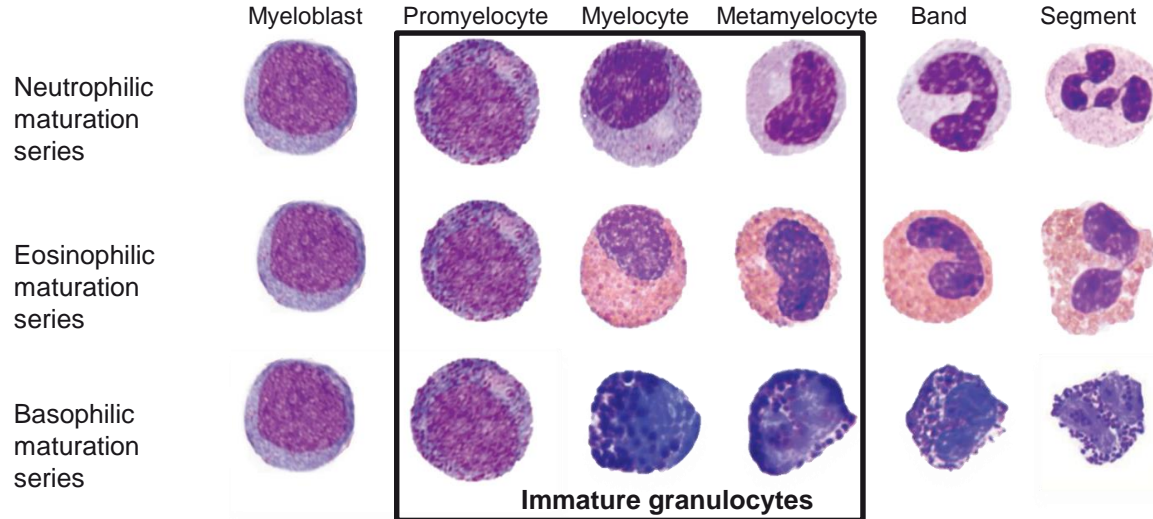 Myeloblast Promyelocyte Myelocyte Metamyelocyte Band Segment
Neutrophilic
maturation
series
Eosinophilic
maturation
series
Basophilic
maturation
series
Immature granulocytes